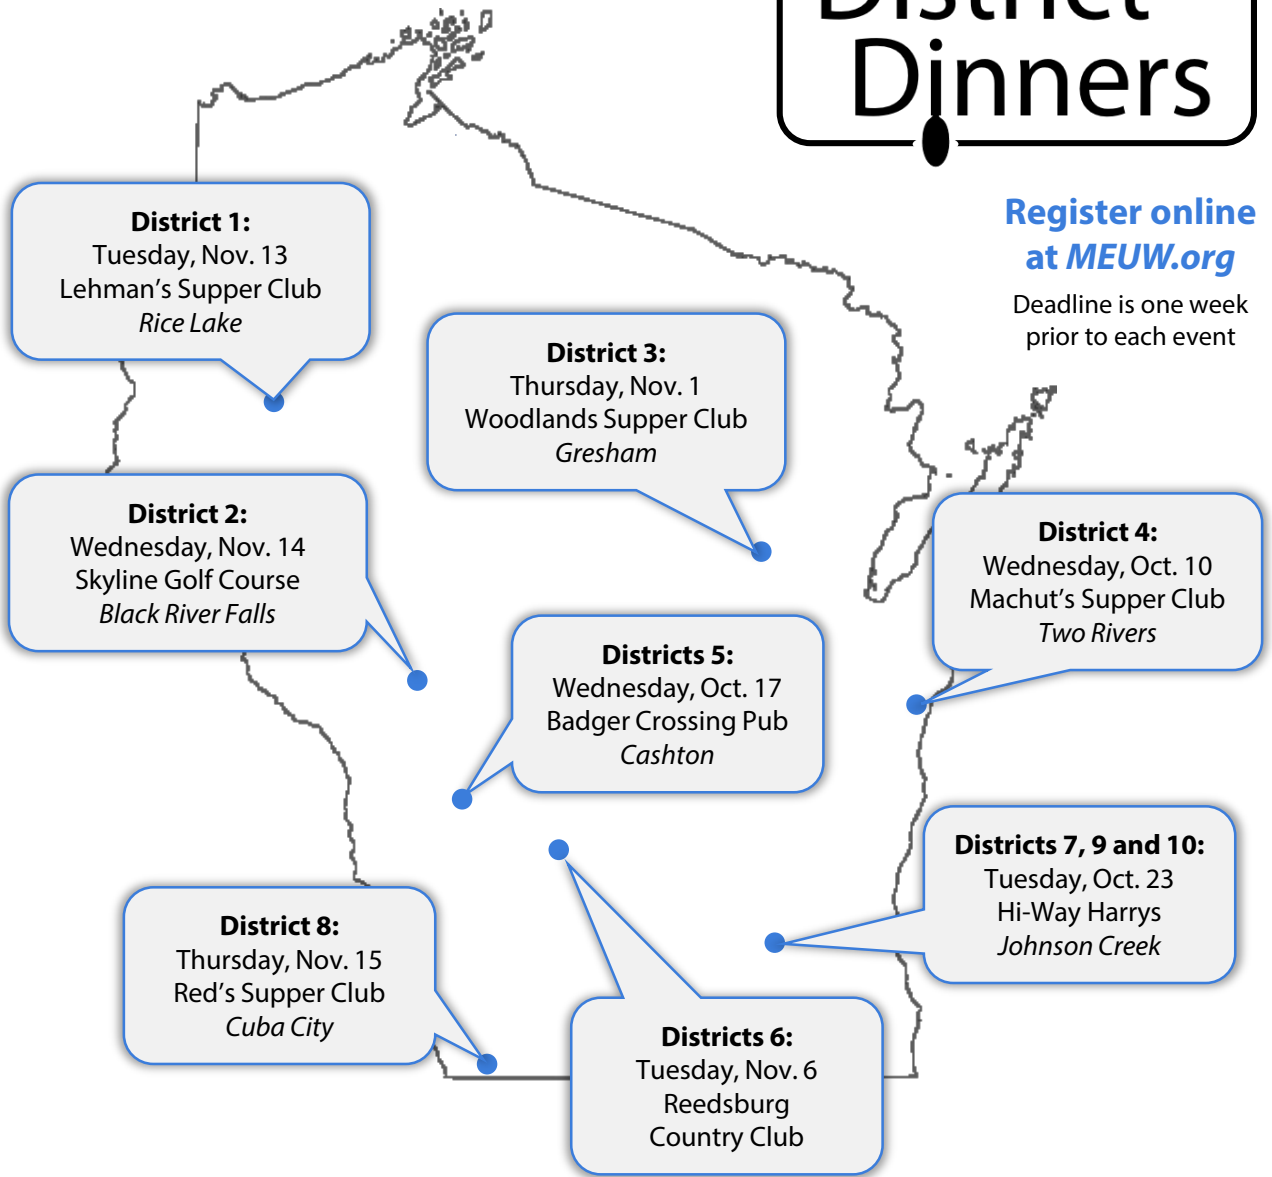 District
Dinners
Register online
at MEUW.org
Deadline is one week
prior to each event
District 1:
Tuesday, Nov. 13
Lehman's Supper Club
Rice Lake
District 3:
Thursday, Nov. 1
Woodlands Supper Club
Gresham
District 2:
Wednesday, Nov. 14
Skyline Golf Course
Black River Falls
District 4:
Wednesday, Oct. 10
Machut's Supper Club
Two Rivers
Districts 5:
Wednesday, Oct. 17
Badger Crossing Pub
Cashton
Districts 7, 9 and 10:
Tuesday, Oct. 23
Hi-Way Harrys
Johnson Creek
District 8:
Thursday, Nov. 15
Red's Supper Club
Cuba City
Districts 6:
Tuesday, Nov. 6
Reedsburg
Country Club